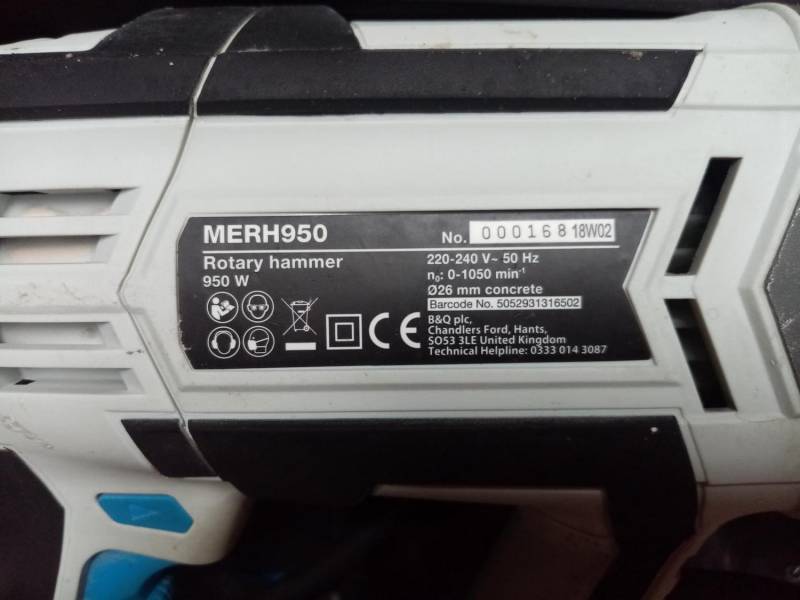 MERH950
Rotary hammer
950 W
No. 000168 18W02
220-240 V~ 50 Hz
n₀: 0-1050 min⁻¹
Ø26 mm concrete
Barcode No. 5052931316502
B&Q plc,
Chandlers Ford, Hants,
SO53 3LE United Kingdom
Technical Helpline: 0333 014 3087
CE